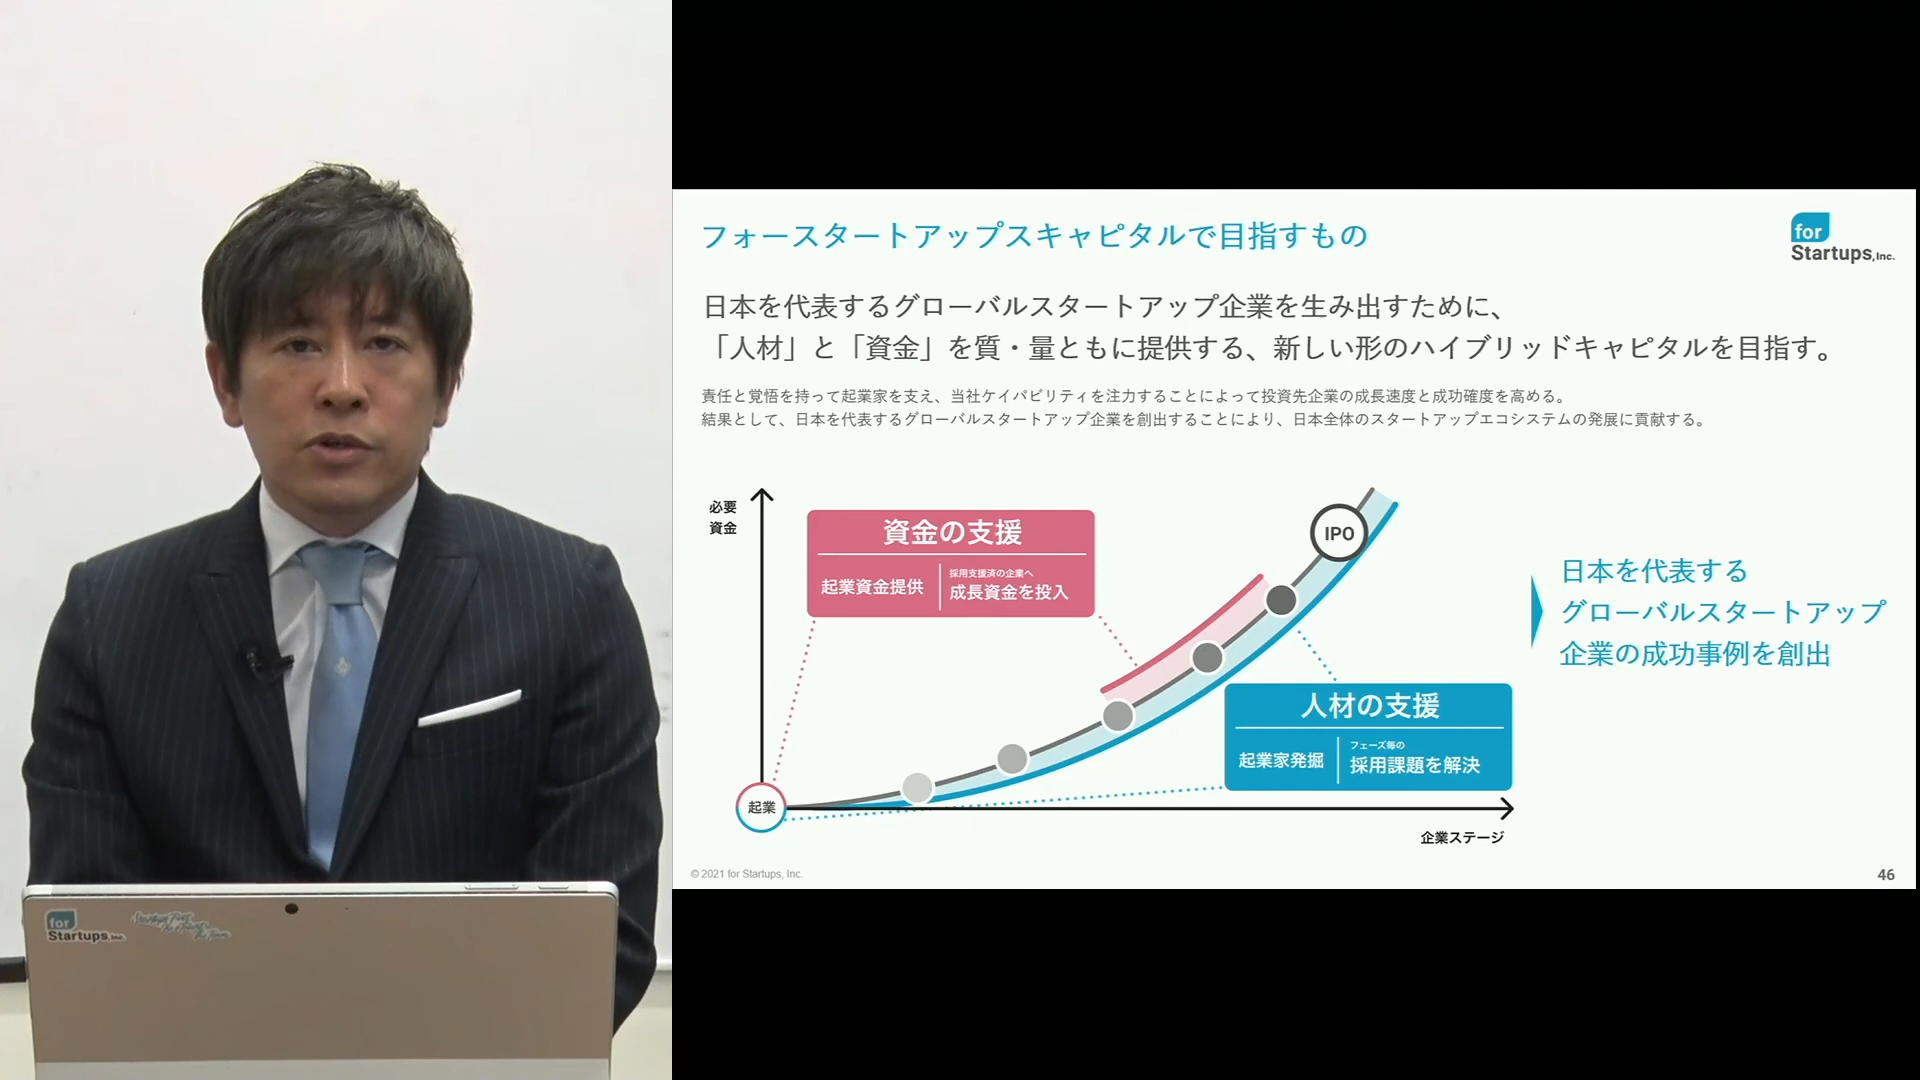 フォースタートアップスキャピタルで目指すもの
for
Startups,Inc.
日本を代表するグローバルスタートアップ企業を生み出すために、
「人材」と「資金」を質・量ともに提供する、新しい形のハイブリッドキャピタルを目指す。
責任と覚悟を持って起業家を支え、当社ケイパビリティを注力することによって投資先企業の成長速度と成功確度を高める。
結果として、日本を代表するグローバルスタートアップ企業を創出することにより、日本全体のスタートアップエコシステムの発展に貢献する。
必要
資金
資金の支援
起業資金提供
採用支援済の企業へ
成長資金を投入
IPO
日本を代表する
グローバルスタートアップ
企業の成功事例を創出
人材の支援
起業家発掘
フェーズ毎の
採用課題を解決
起業
企業ステージ
© 2021 for Startups, Inc.
46
for
Startups,Inc.